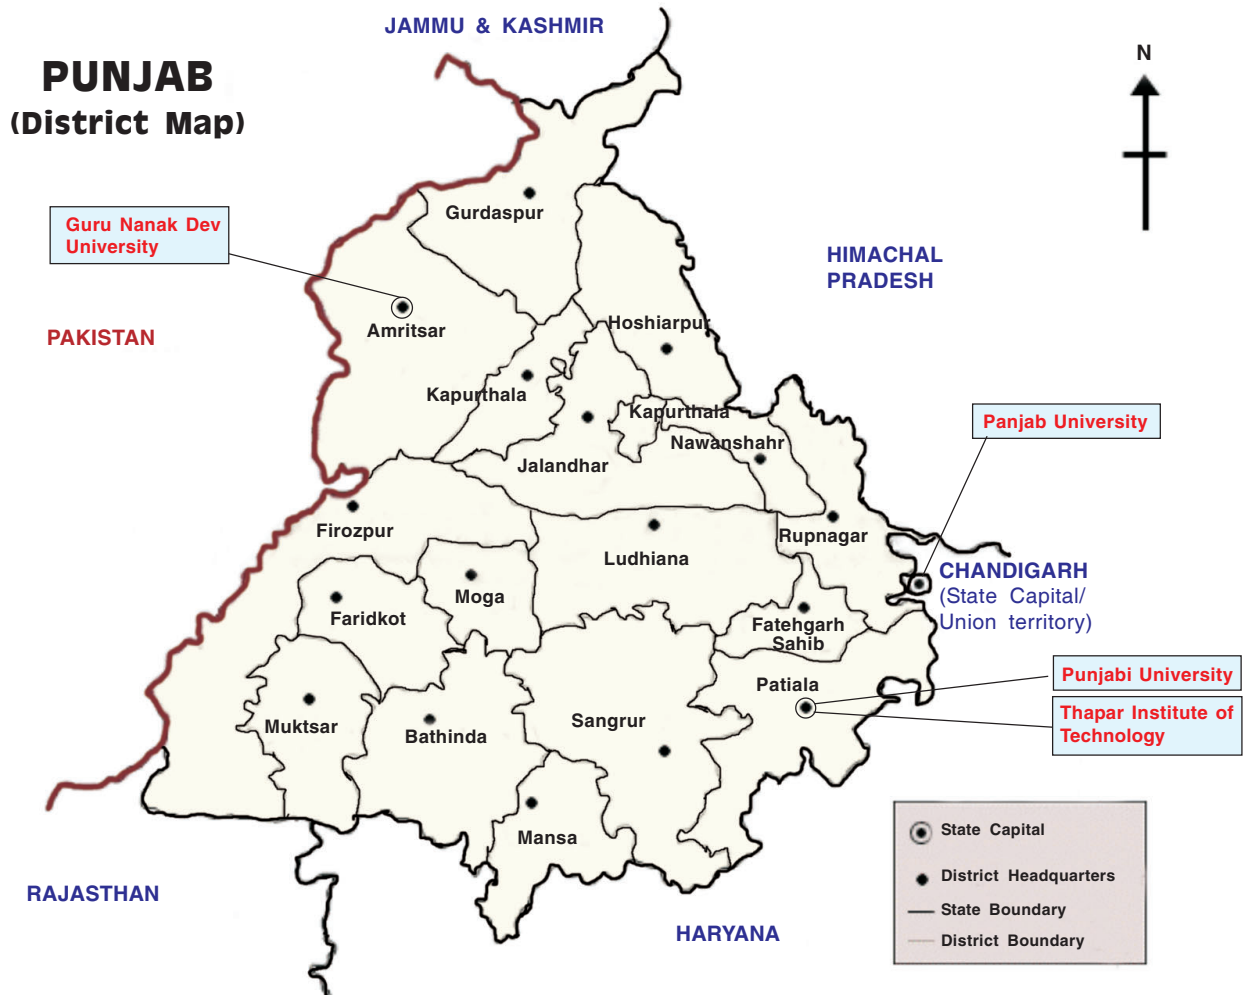 JAMMU & KASHMIR
PUNJAB
(District Map)
N
Gurdaspur
Guru Nanak Dev
University
HIMACHAL
PRADESH
PAKISTAN
Amritsar
Hoshiarpur
Kapurthala
Kapurthala
Panjab University
Nawanshahr
Jalandhar
Firozpur
Rupnagar
Ludhiana
CHANDIGARH
(State Capital/
Union territory)
Moga
Faridkot
Fatehgarh
Sahib
Punjabi University
Patiala
Thapar Institute of
Technology
Muktsar
Bathinda
Sangrur
Mansa
State Capital
District Headquarters
State Boundary
District Boundary
RAJASTHAN
HARYANA